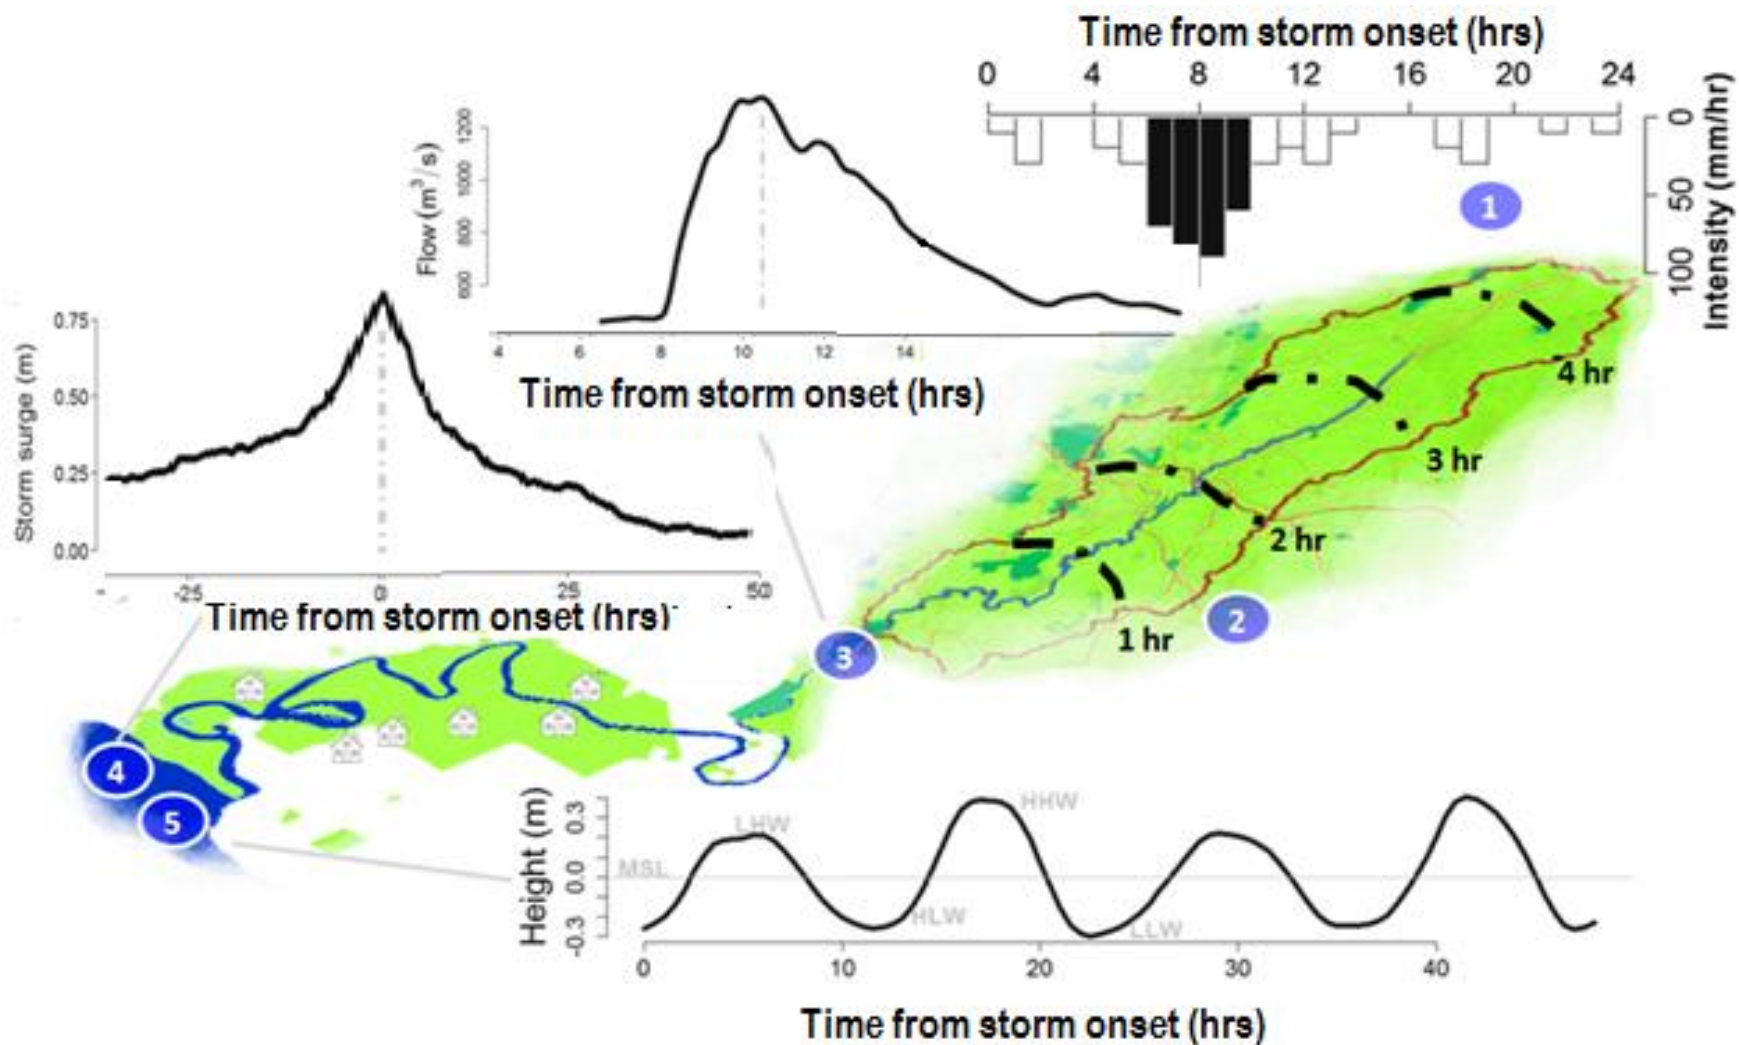 Time from storm onset (hrs)
0 4 8 12 16 20 24
0 50 100
Intensity (mm/hr)
1
1200
1000
800
600
Flow (m³/s)
4 6 8 10 12 14
Time from storm onset (hrs)
0.75
0.50
0.25
0.00
Storm surge (m)
-25 0 25 50
Time from storm onset (hrs)
4 hr
3 hr
2 hr
1 hr
2
3
4
5
Height (m)
0.3
0.0
-0.3
LHW
HHW
MSL
HLW
LLW
0 10 20 30 40
Time from storm onset (hrs)